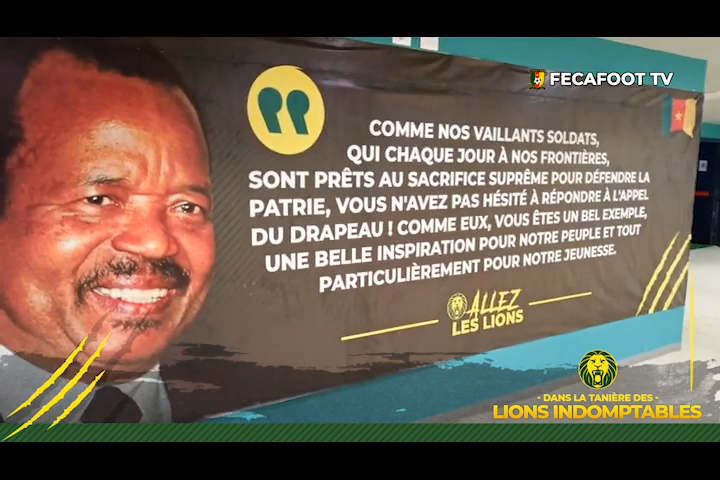 FECAFOOT TV
COMME NOS VAILLANTS SOLDATS,
QUI CHAQUE JOUR À NOS FRONTIÈRES,
SONT PRÊTS AU SACRIFICE SUPRÊME POUR DÉFENDRE LA
PATRIE, VOUS N'AVEZ PAS HÉSITÉ À RÉPONDRE À L'APPEL
DU DRAPEAU ! COMME EUX, VOUS ÊTES UN BEL EXEMPLE,
UNE BELLE INSPIRATION POUR NOTRE PEUPLE ET TOUT
PARTICULIÈREMENT POUR NOTRE JEUNESSE.
ALLEZ
LES LIONS
- DANS LA TANIÈRE DES -
LIONS INDOMPTABLES